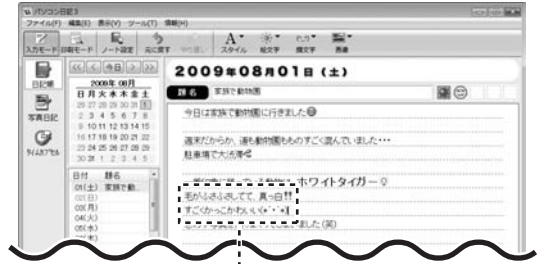 パソコン日記3
ファイル(F) 編集(E) 表示(V) ツール(T) 情報(H)
入力モード 印刷モード ノート設定 元に戻す やり直し スタイル 絵文字 顔文字 画像
日記帳
写真日記
タイムカプセル
<< < 今日 > >>
2009年 08月
日 月 火 水 木 金 土
26 27 28 29 30 31 1
2 3 4 5 6 7 8
9 10 11 12 13 14 15
16 17 18 19 20 21 22
23 24 25 26 27 28 29
30 31 1 2 3 4 5
日付 題名
01(土) 家族で動...
02(日)
03(月)
04(火)
05(水)
2009年08月01日 (土)
題名 家族で動物園
今日は家族で動物園に行きました
週末だからか、道も動物園もものすごく混んでいました・・・
駐車場で大渋滞
ホワイトタイガー
毛がふさふさしてて、真っ白!!
すごくかっこかわいい